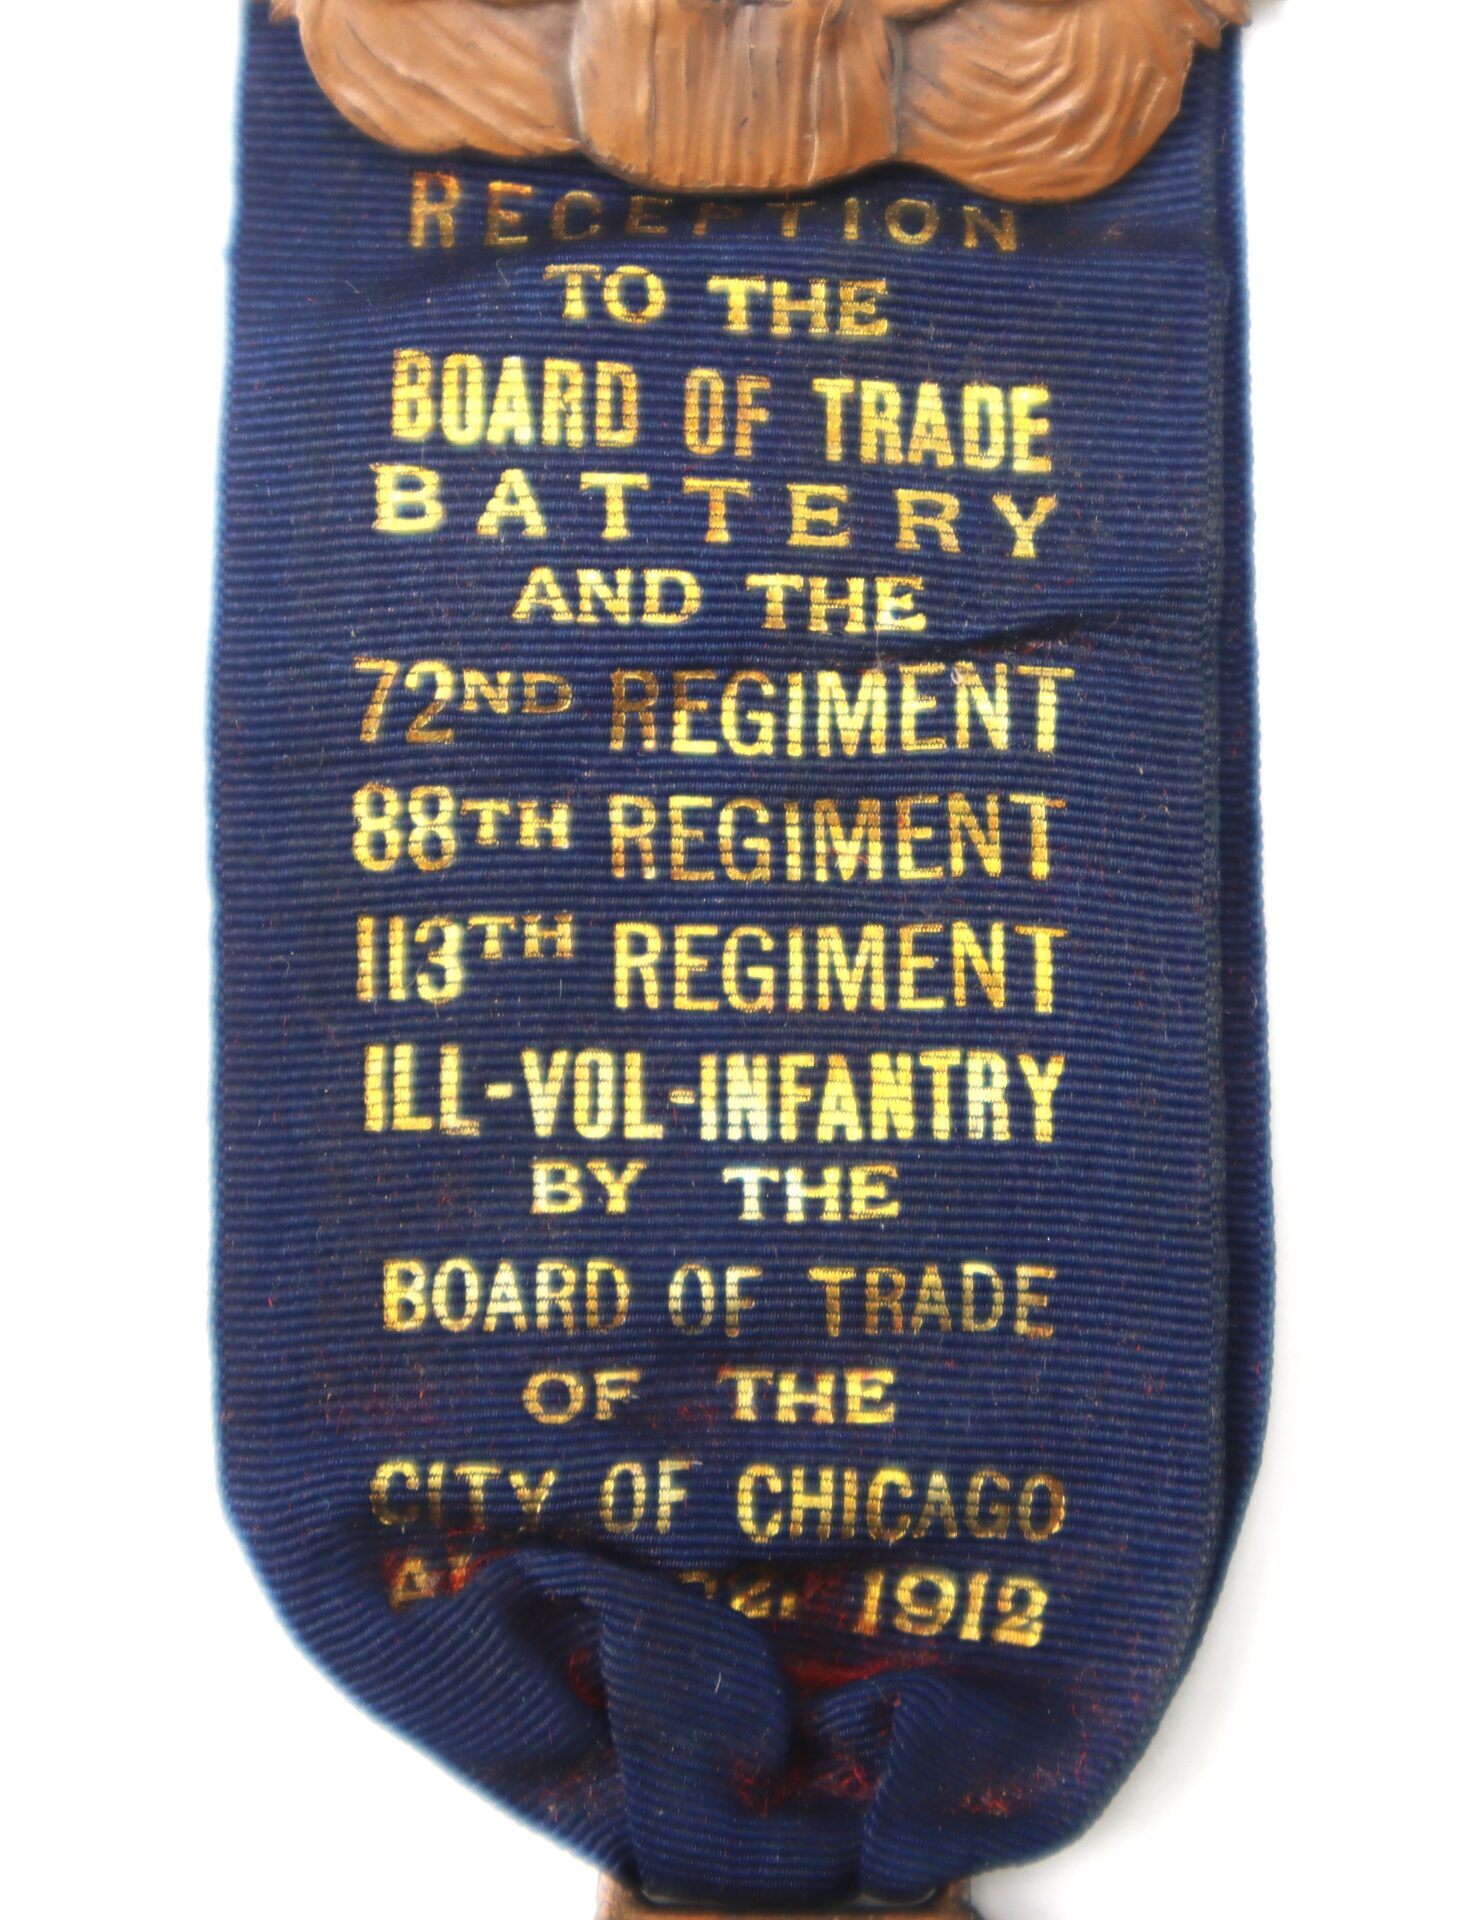 RECEPTION
TO THE
BOARD OF TRADE
BATTERY
AND THE
72ND REGIMENT
88TH REGIMENT
113TH REGIMENT
ILL-VOL-INFANTRY
BY THE
BOARD OF TRADE
OF THE
CITY OF CHICAGO
1912